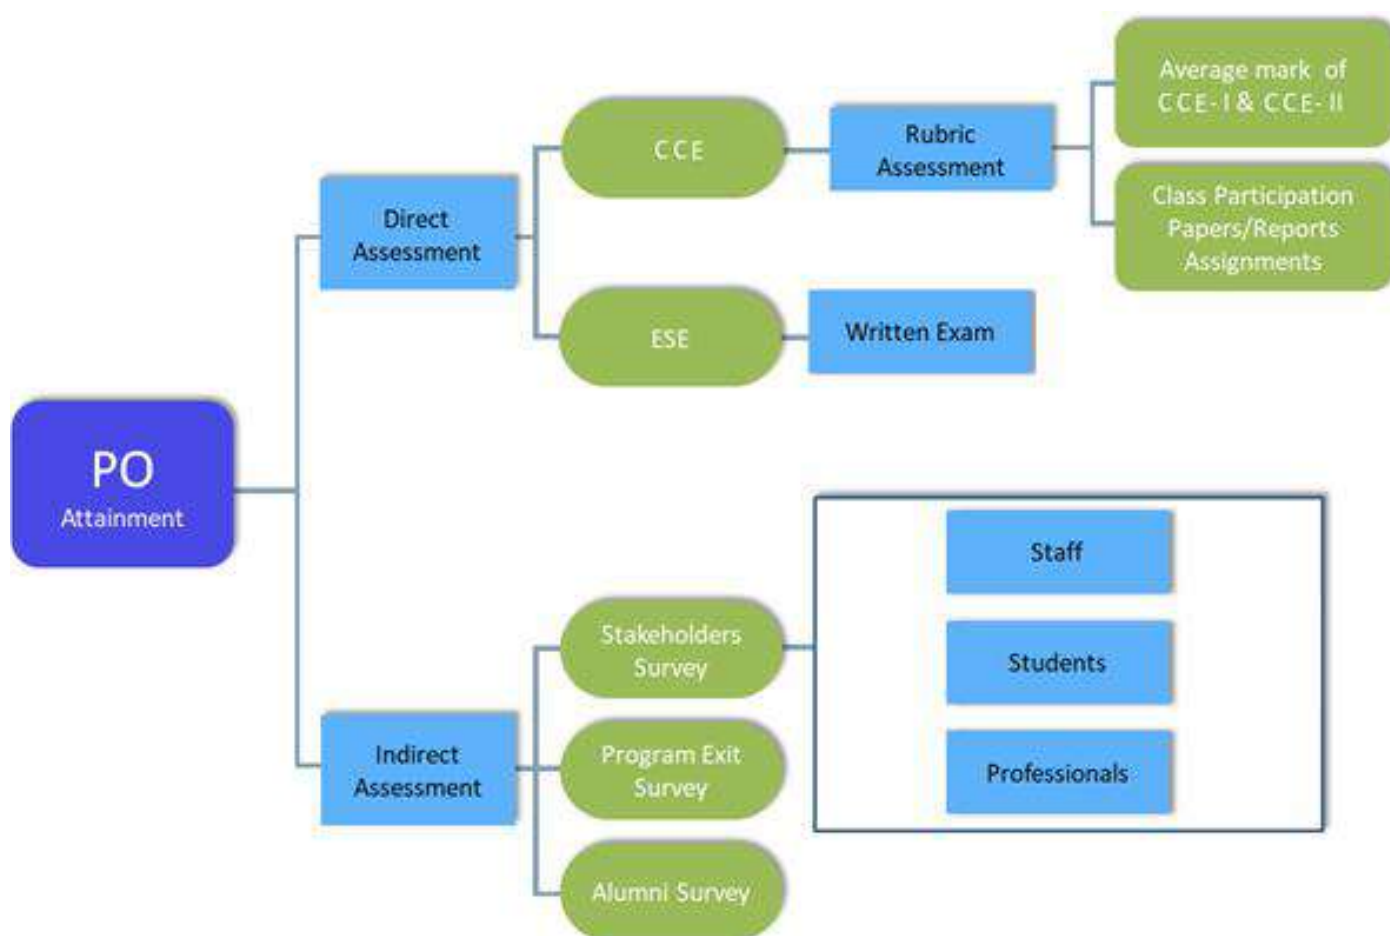 Average mark of
CCE- I & CCE- II
CCE
Rubric
Assessment
Class Participation
Papers/Reports
Assignments
Direct
Assessment
ESE
Written Exam
PO
Attainment
Staff
Stakeholders
Survey
Students
Indirect
Assessment
Program Exit
Survey
Professionals
Alumni Survey